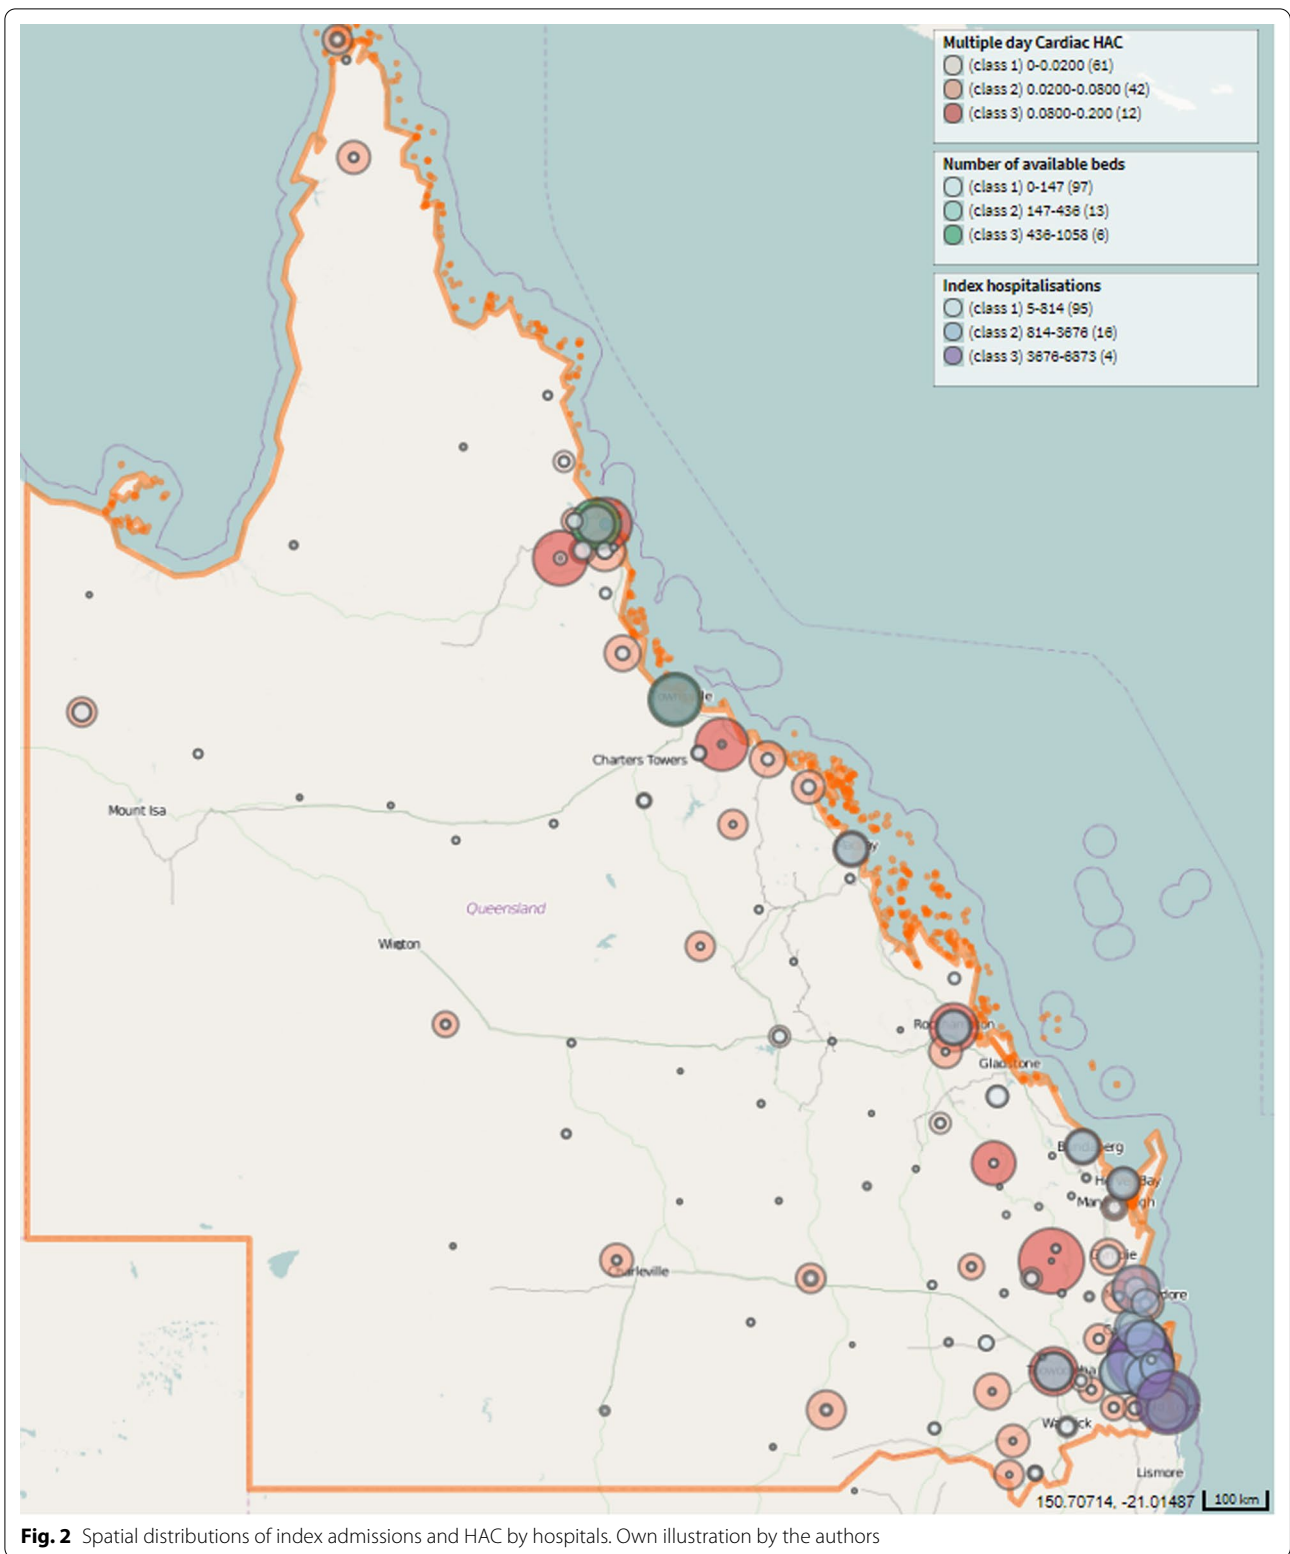 Multiple day Cardiac HAC
(class 1) 0-0.0200 (61)
(class 2) 0.0200-0.0800 (42)
(class 3) 0.0800-0.200 (12)
Number of available beds
(class 1) 0-147 (97)
(class 2) 147-436 (13)
(class 3) 436-1058 (6)
Index hospitalisations
(class 1) 5-814 (95)
(class 2) 814-3676 (16)
(class 3) 3676-6873 (4)
Charters Towers
Mount Isa
Queensland
Winton
Gladstone
Charleville
Lismore
150.70714, -21.01487
100 km
Fig. 2 Spatial distributions of index admissions and HAC by hospitals. Own illustration by the authors